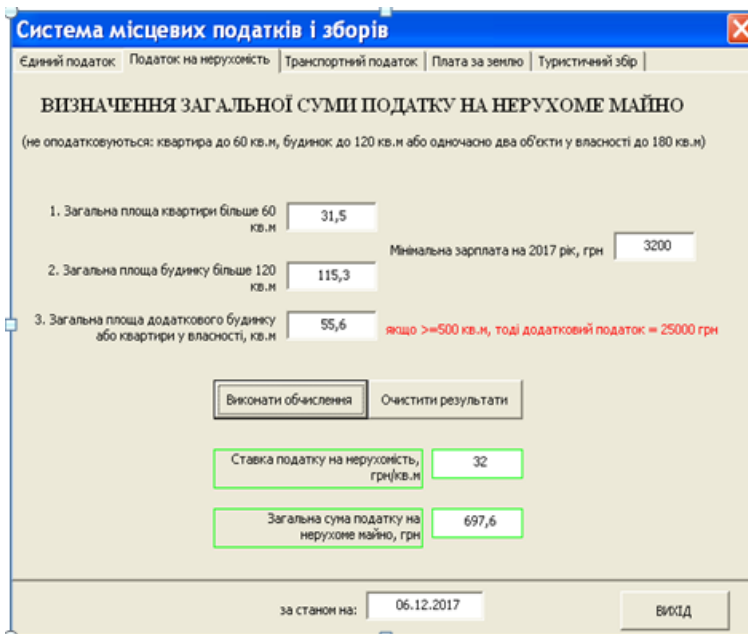 Система місцевих податків і зборів
Єдиний податок
Податок на нерухомість
Транспортний податок
Плата за землю
Туристичний збір
ВИЗНАЧЕННЯ ЗАГАЛЬНОЇ СУМИ ПОДАТКУ НА НЕРУХОМЕ МАЙНО
(не оподатковуються: квартира до 60 кв.м, будинок до 120 кв.м або одночасно два об'єкти у власності до 180 кв.м)
1. Загальна площа квартири більше 60
кв.м
31,5
Мінімальна зарплата на 2017 рік, грн
3200
2. Загальна площа будинку більше 120
кв.м
115,3
3. Загальна площа додаткового будинку
або квартири у власності, кв.м
55,6
якщо >=500 кв.м, тоді додатковий податок = 25000 грн
Виконати обчислення
Очистити результати
Ставка податку на нерухомість,
грн/кв.м
32
Загальна сума податку на
нерухоме майно, грн
697,6
за станом на:
06.12.2017
ВИХІД